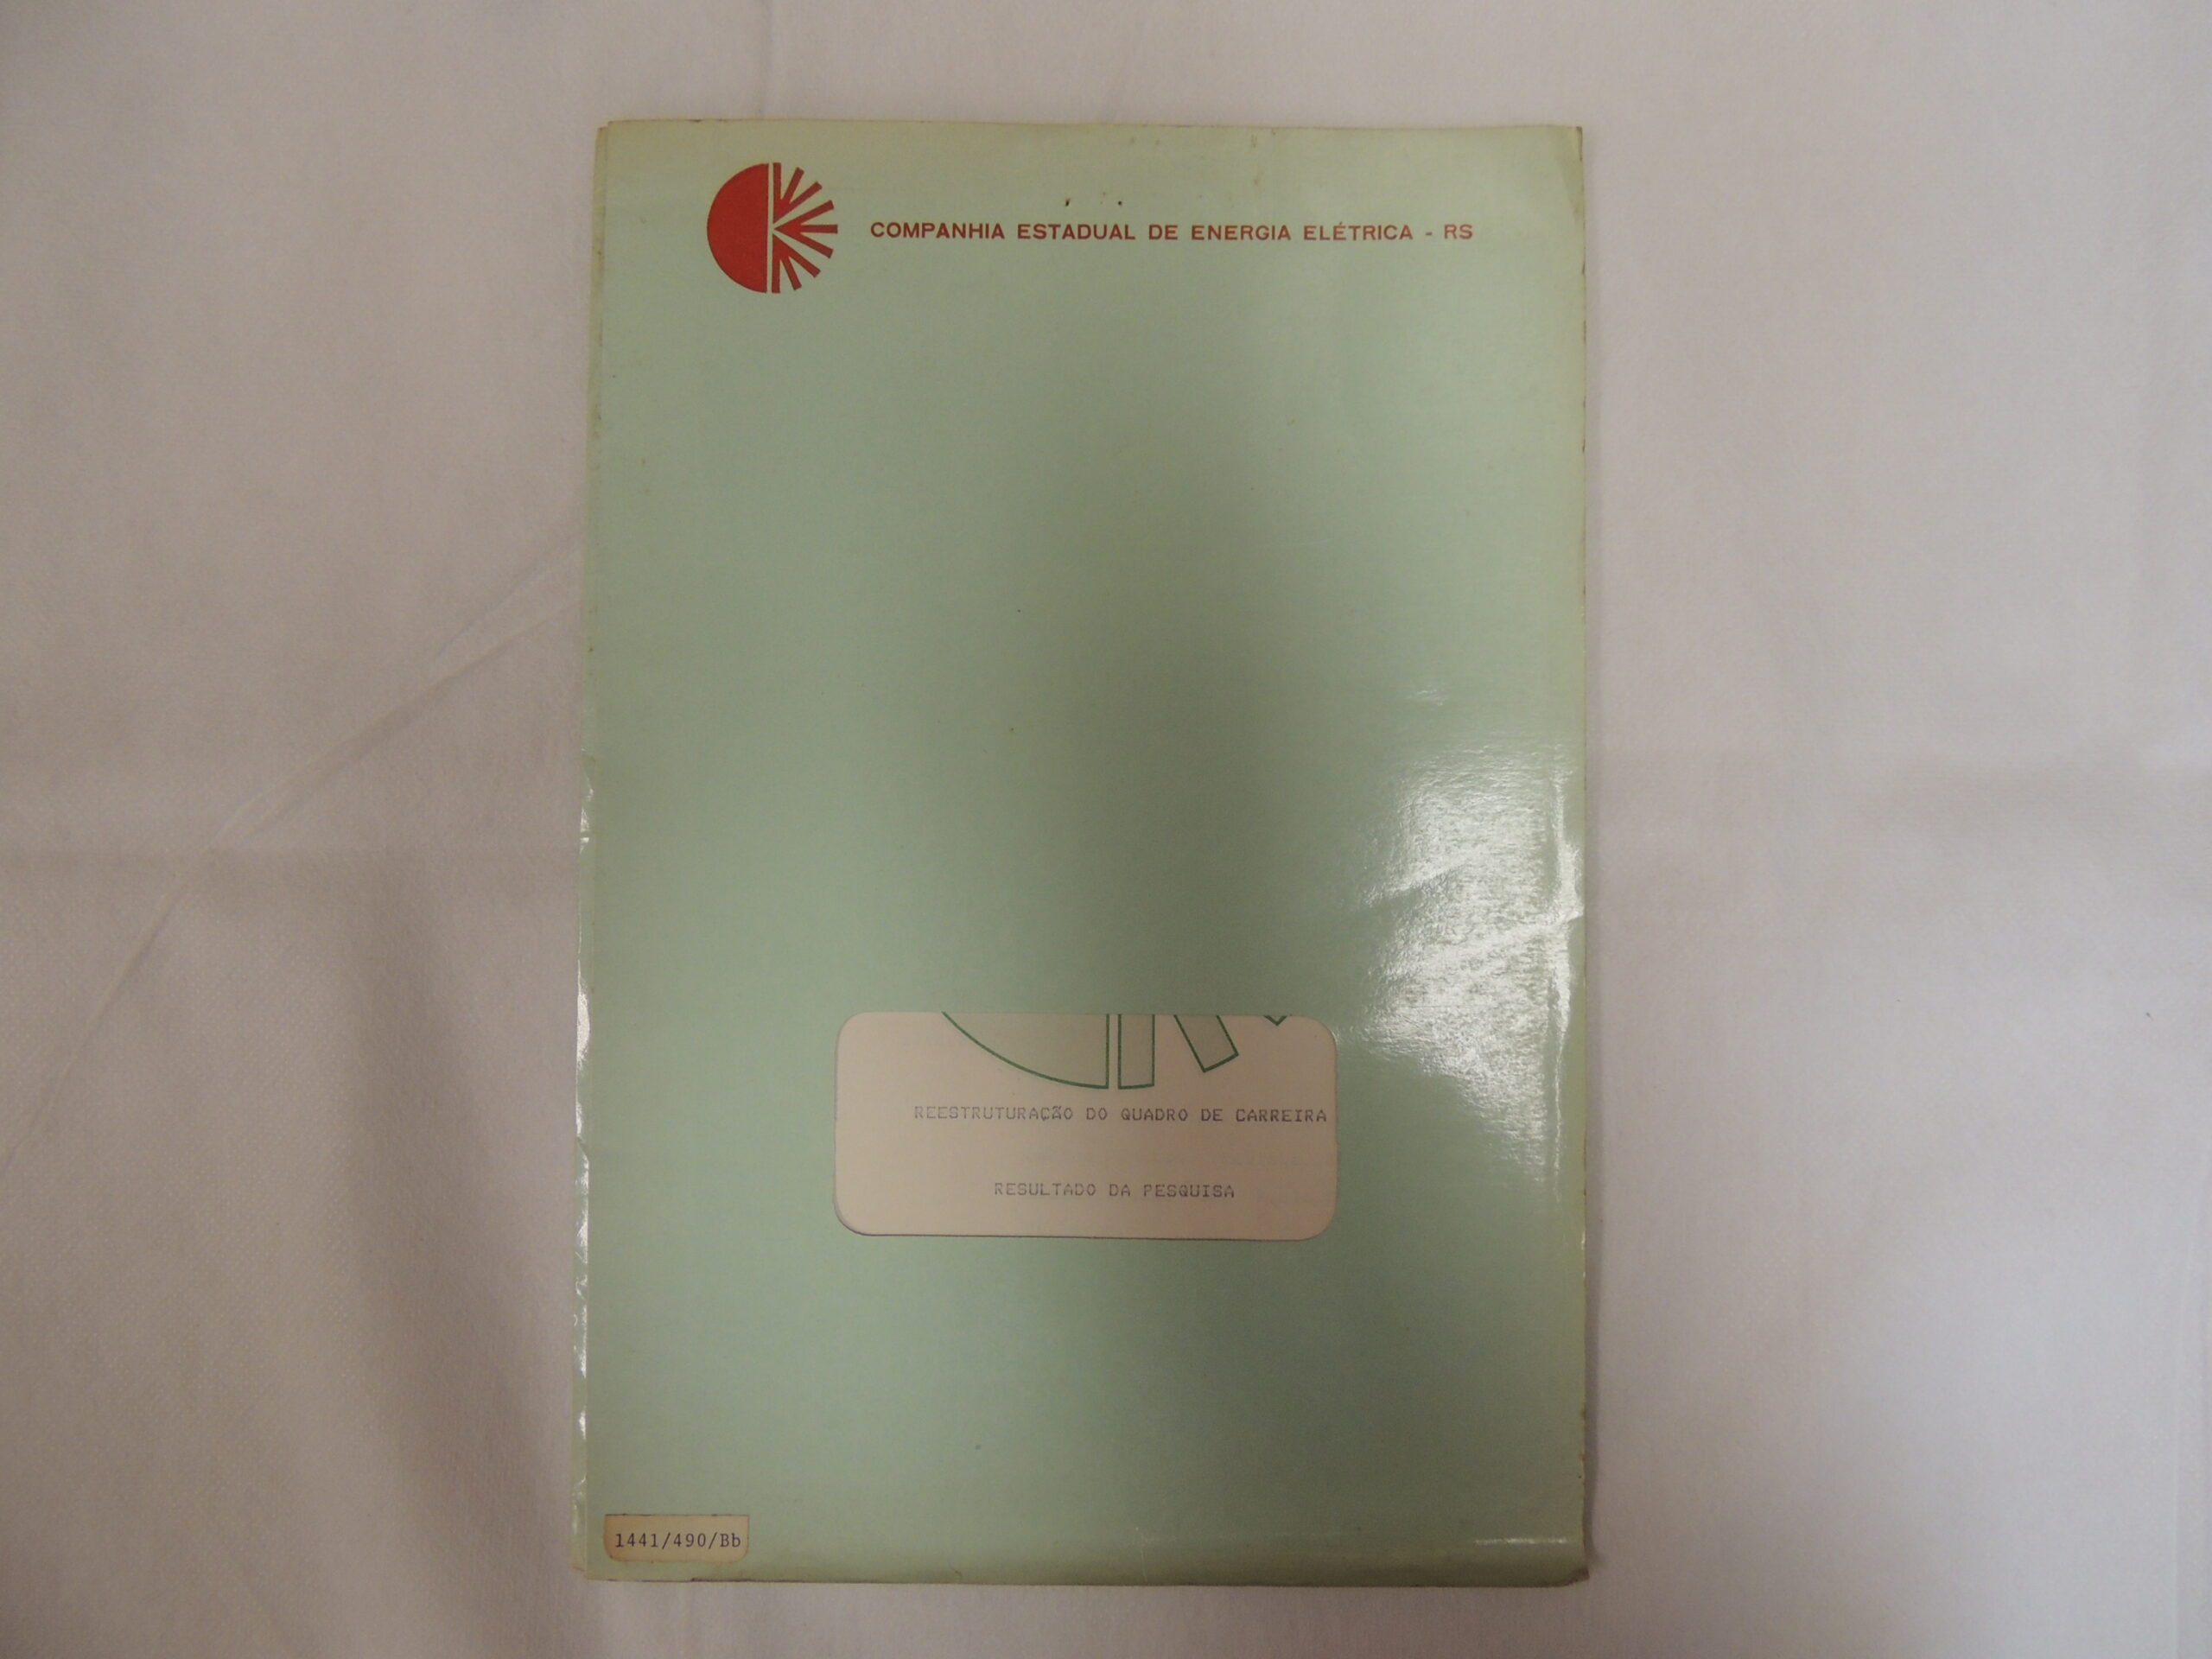 COMPANHIA ESTADUAL DE ENERGIA ELÉTRICA - RS
REESTRUTURAÇÃO DO QUADRO DE CARREIRA
RESULTADO DA PESQUISA
1441/490/Bb